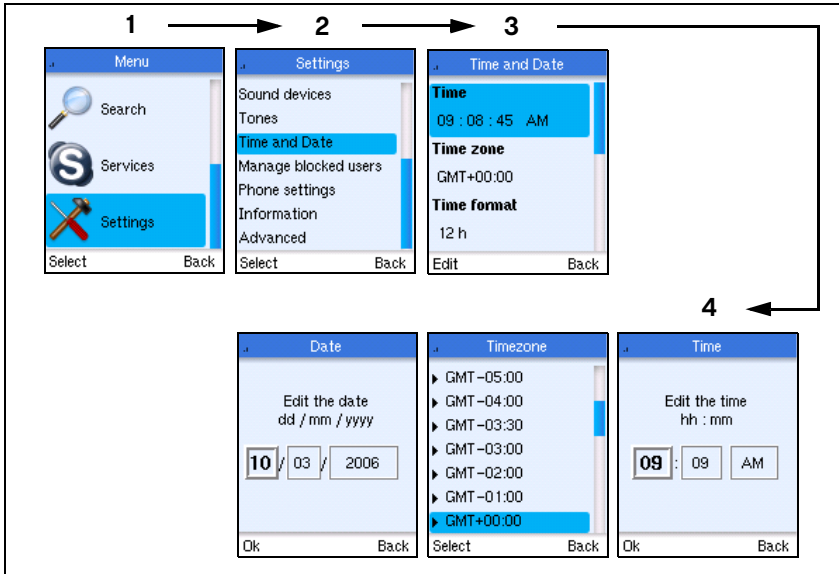 1 2 3
Menu
Search
Services
Settings
Select Back
Settings
Sound devices
Tones
Time and Date
Manage blocked users
Phone settings
Information
Advanced
Select Back
Time and Date
Time
09 : 08 : 45 AM
Time zone
GMT+00:00
Time format
12 h
Edit Back
4
Date
Edit the date
dd / mm / yyyy
10 / 03 / 2006
Ok Back
Timezone
GMT-05:00
GMT-04:00
GMT-03:30
GMT-03:00
GMT-02:00
GMT-01:00
GMT+00:00
Select Back
Time
Edit the time
hh : mm
09 : 09 AM
Ok Back